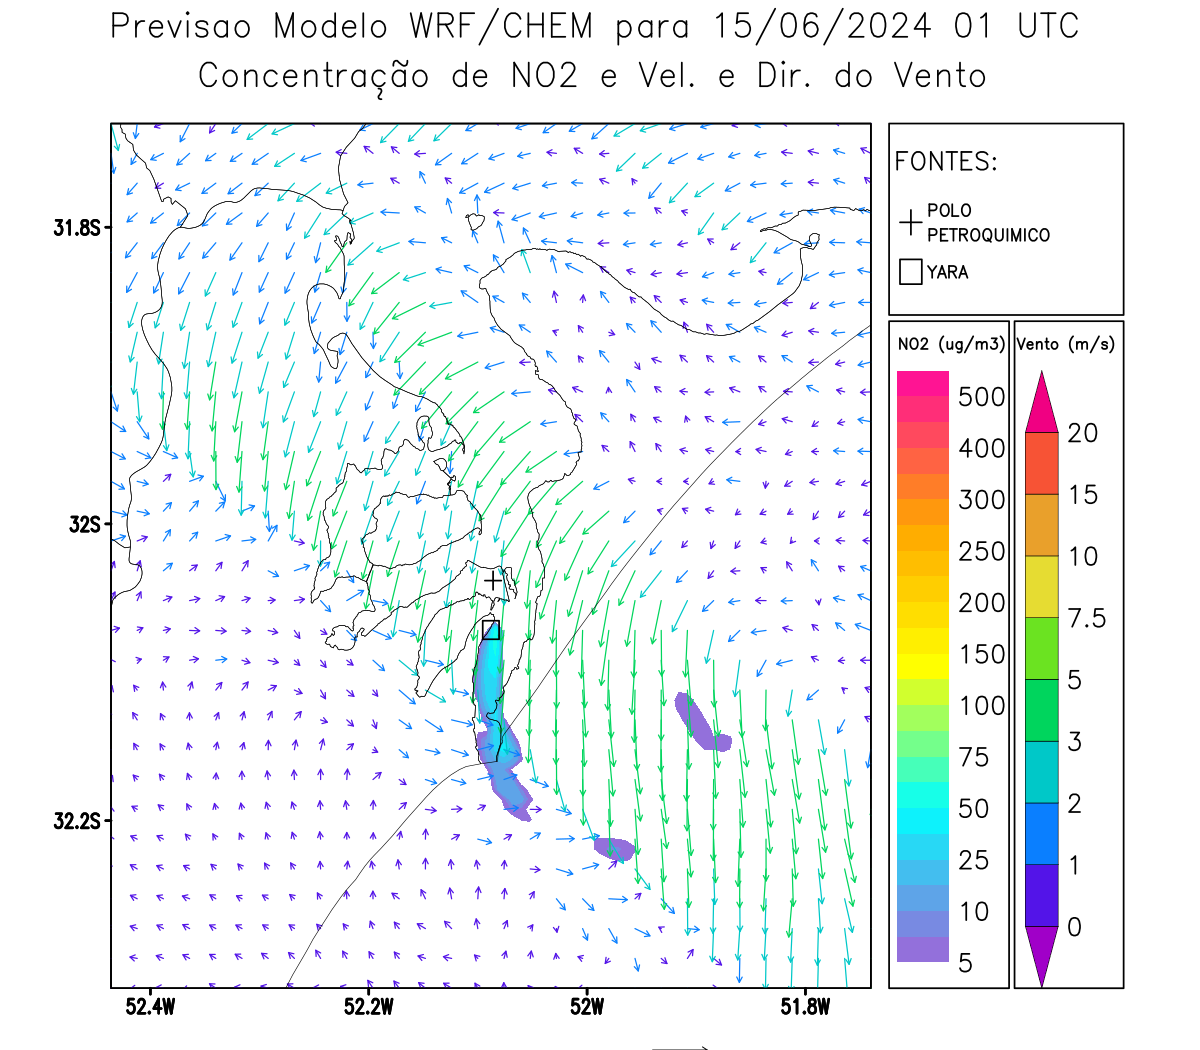 Previsao Modelo WRF/CHEM para 15/06/2024 01 UTC
Concentração de NO2 e Vel. e Dir. do Vento
FONTES:
POLO
PETROQUIMICO
YARA
NO2 (ug/m3)
500
400
300
250
200
150
100
75
50
25
10
5
Vento (m/s)
20
15
10
7.5
5
3
2
1
0
31.8S
32S
32.2S
52.4W
52.2W
52W
51.8W